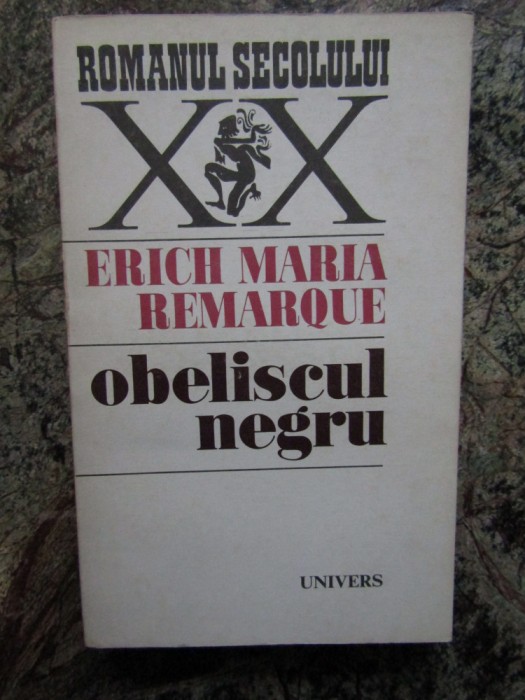 ROMANUL SECOLULUI
XX
ERICH MARIA
REMARQUE
obeliscul
negru
UNIVERS